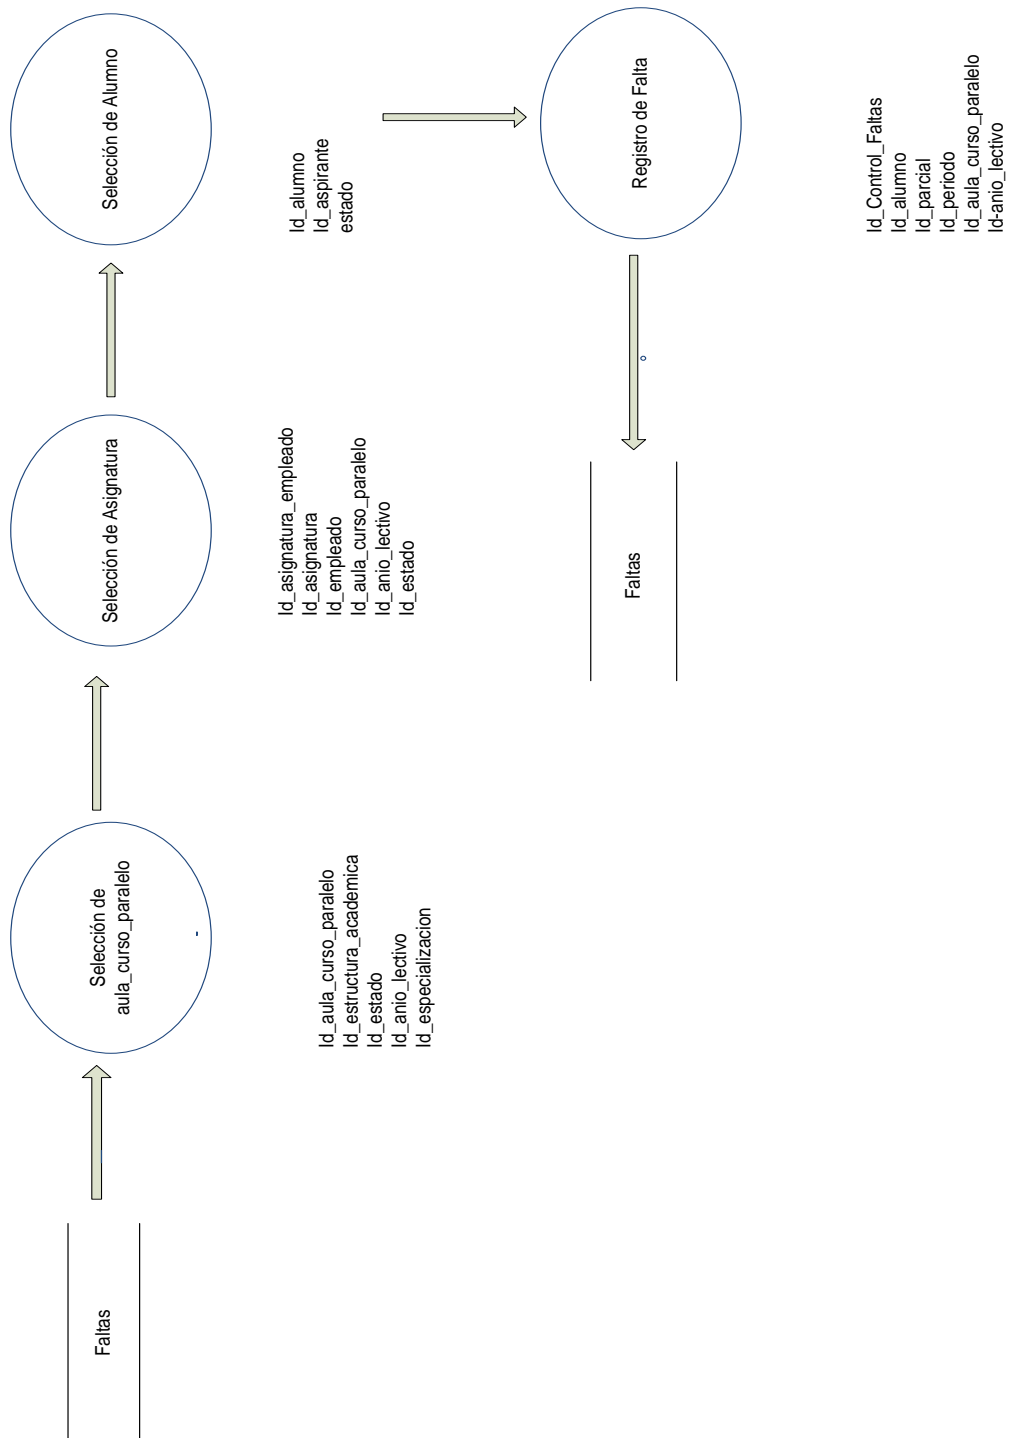 Faltas
Selección de
aula_curso_paralelo
-
Selección de Asignatura
Selección de Alumno
Id_aula_curso_paralelo
Id_estructura_academica
Id_estado
Id_anio_lectivo
Id_especializacion
Id_asignatura_empleado
Id_asignatura
Id_empleado
Id_aula_curso_paralelo
Id_anio_lectivo
Id_estado
Id_alumno
Id_aspirante
estado
Faltas
Registro de Falta
Id_Control_Faltas
Id_alumno
Id_parcial
Id_periodo
Id_aula_curso_paralelo
Id-anio_lectivo